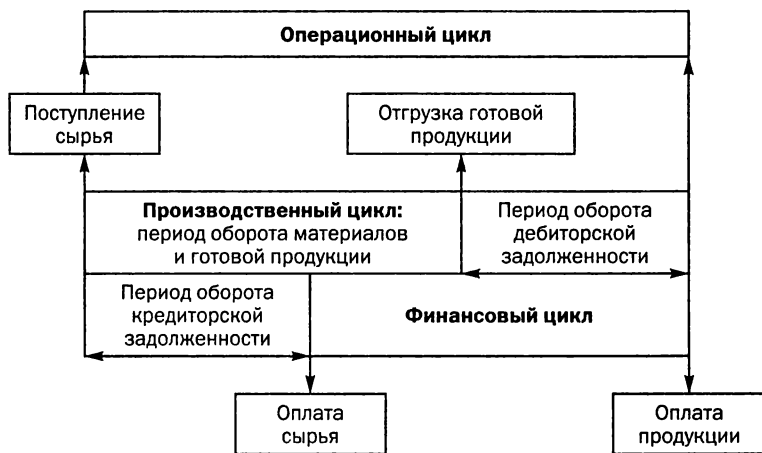 Операционный цикл
Поступление
сырья
Отгрузка готовой
продукции
Производственный цикл:
период оборота материалов
и готовой продукции
Период оборота
дебиторской
задолженности
Период оборота
кредиторской
задолженности
Финансовый цикл
Оплата
сырья
Оплата
продукции